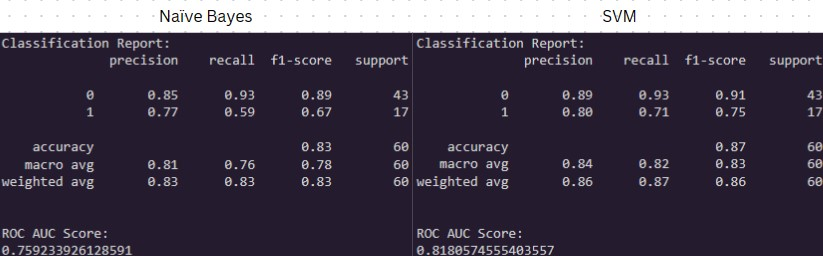 Naive Bayes
Classification Report:
precision recall f1-score support
0 0.85 0.93 0.89 43
1 0.77 0.59 0.67 17
accuracy 0.83 60
macro avg 0.81 0.76 0.78 60
weighted avg 0.83 0.83 0.83 60
ROC AUC Score:
0.759233926128591
SVM
Classification Report:
precision recall f1-score support
0 0.89 0.93 0.91 43
1 0.80 0.71 0.75 17
accuracy 0.87 60
macro avg 0.84 0.82 0.83 60
weighted avg 0.86 0.87 0.86 60
ROC AUC Score:
0.8180574555403557